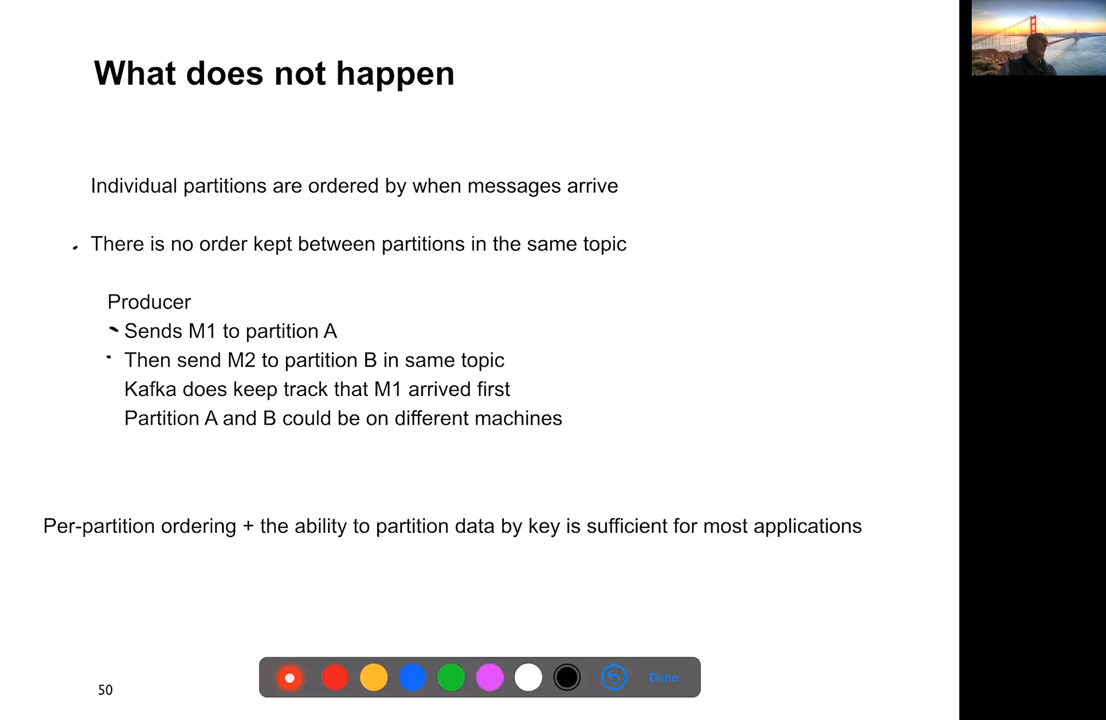 What does not happen
Individual partitions are ordered by when messages arrive
There is no order kept between partitions in the same topic
Producer
Sends M1 to partition A
Then send M2 to partition B in same topic
Kafka does keep track that M1 arrived first
Partition A and B could be on different machines
Per-partition ordering + the ability to partition data by key is sufficient for most applications
Done
50